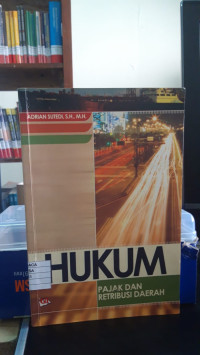 ADRIAN SUTEDI, S.H., M.H.
HUKUM
PAJAK DAN
RETRIBUSI DAERAH